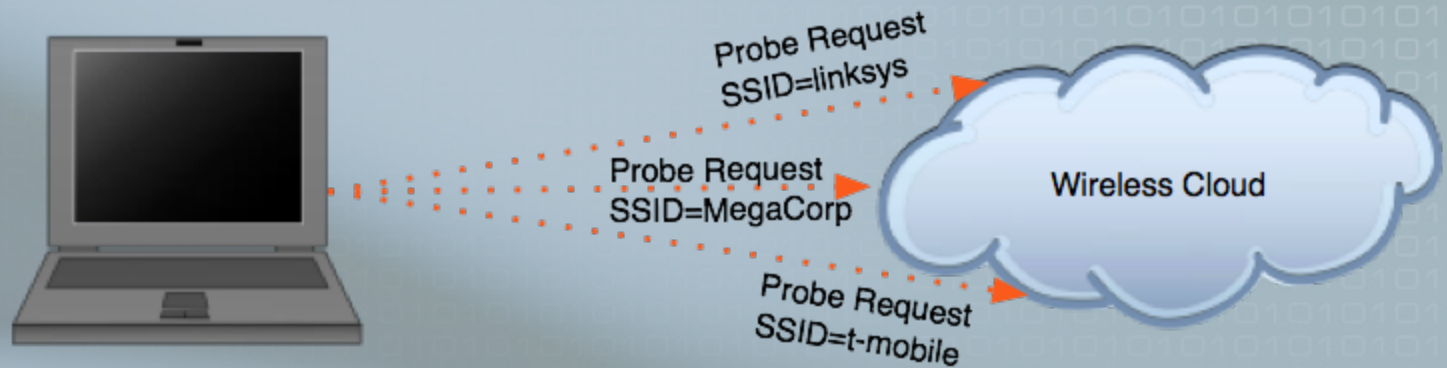 Probe Request
SSID=linksys
Probe Request
SSID=MegaCorp
Probe Request
SSID=t-mobile
Wireless Cloud